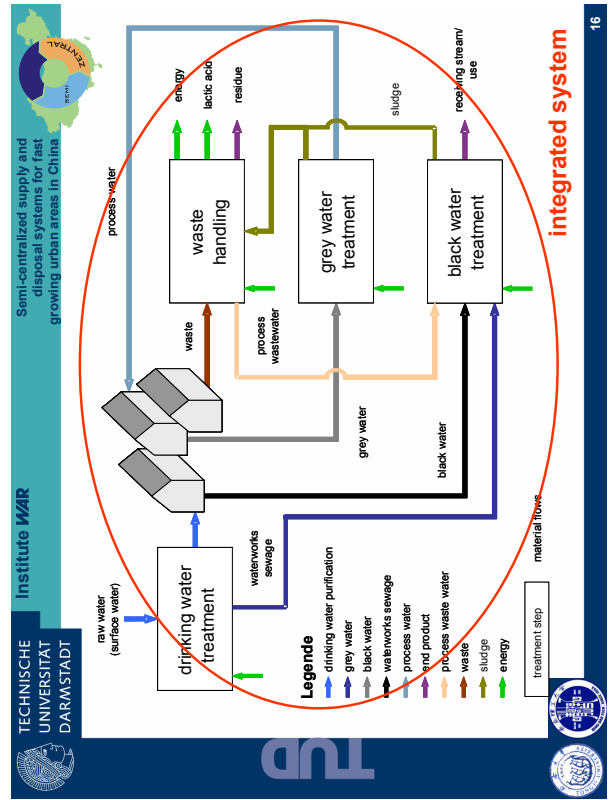 TECHNISCHE
UNIVERSITÄT
DARMSTADT
Institute WAR
Semi-centralized supply and
disposal systems for fast
growing urban areas in China
SEMI
ZENTRAL
raw water
(surface water)
drinking water
treatment
waterworks
sewage
process water
waste
process
wastewater
grey water
black water
waste
handling
energy
lactic acid
residue
grey water
treatment
sludge
black water
treatment
receiving stream/
use
Legende
drinking water purification
grey water
black water
waterworks sewage
process water
end product
process waste water
waste
sludge
energy
treatment step
material flows
integrated system
TUD
16